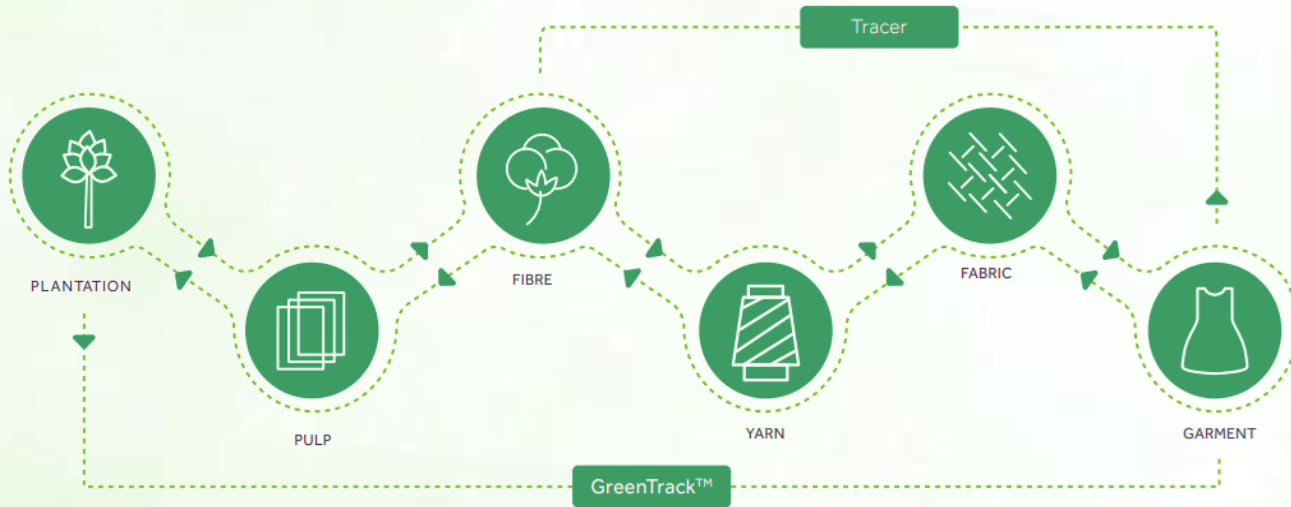 Tracer
PLANTATION
PULP
FIBRE
YARN
FABRIC
GARMENT
GreenTrack™